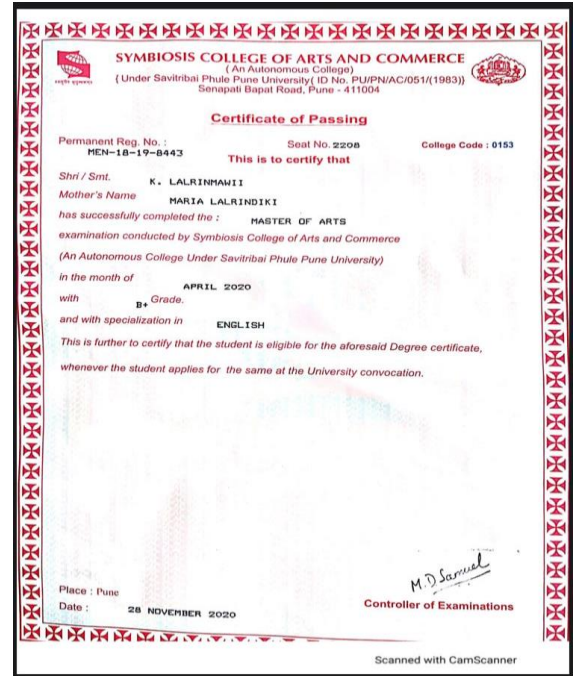 SYMBIOSIS COLLEGE OF ARTS AND COMMERCE
( An Autonomous College)
{ Under Savitribai Phule Pune University( ID No. PU/PN/AC/051/(1983)}
Senapati Bapat Road, Pune - 411004
Certificate of Passing
Permanent Reg. No. : Seat No. 2208 College Code : 0153
MEN-18-19-8443
This is to certify that
Shri / Smt. K. LALRINMAWII
Mother's Name MARIA LALRINDIKI
has successfully completed the : MASTER OF ARTS
examination conducted by Symbiosis College of Arts and Commerce
(An Autonomous College Under Savitribai Phule Pune University)
in the month of APRIL 2020
with B+ Grade.
and with specialization in ENGLISH
This is further to certify that the student is eligible for the aforesaid Degree certificate,
whenever the student applies for the same at the University convocation.
M.D Samuel
Place : Pune
Date : 28 NOVEMBER 2020
Controller of Examinations
Scanned with CamScanner